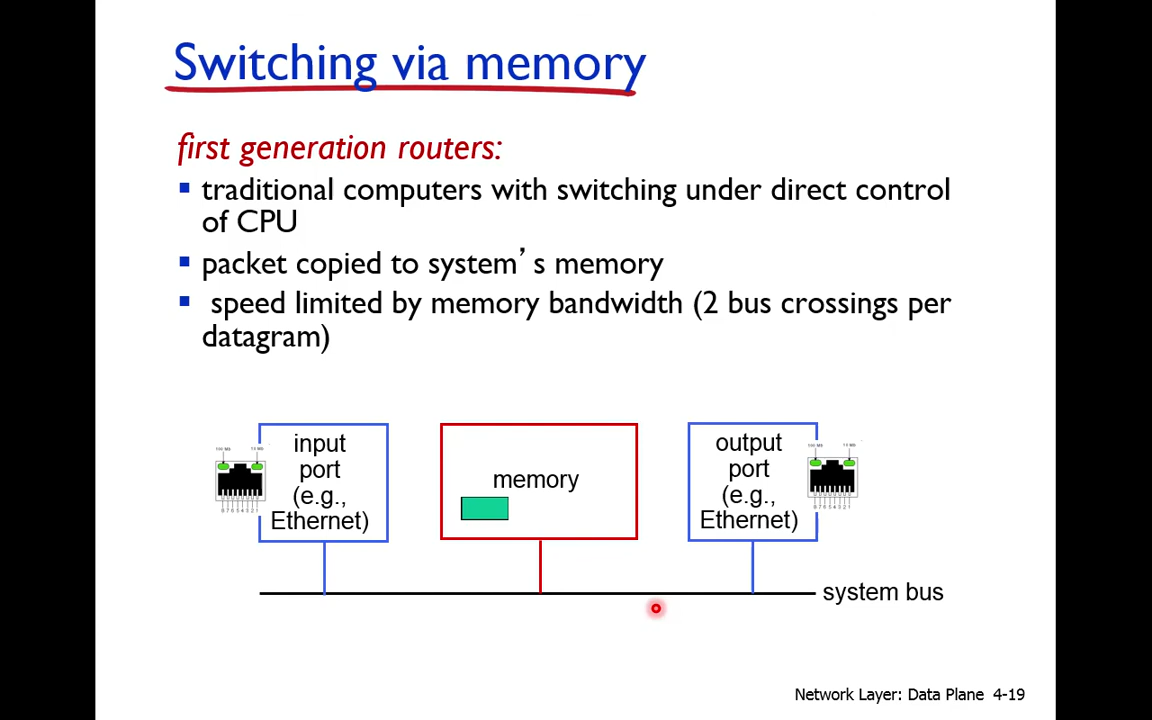 Switching via memory
first generation routers:
traditional computers with switching under direct control
of CPU
packet copied to system’s memory
speed limited by memory bandwidth (2 bus crossings per
datagram)
input
port
(e.g.,
Ethernet)
memory
output
port
(e.g.,
Ethernet)
system bus
Network Layer: Data Plane 4-19